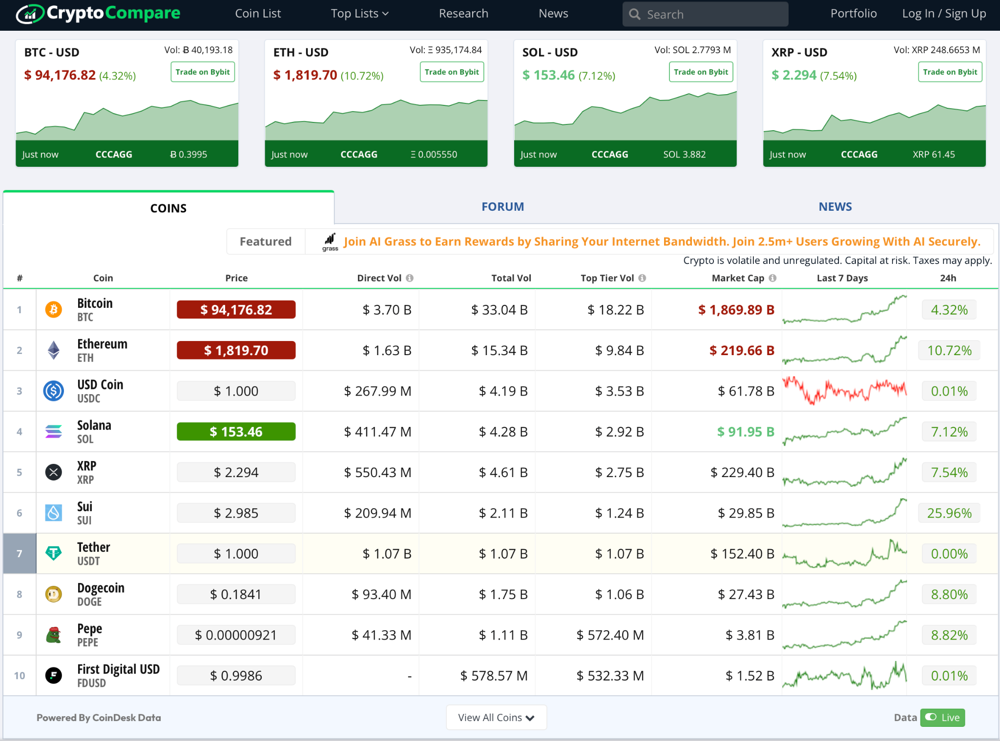 CryptoCompare Coin List Top Lists Research News Search Portfolio Log In / Sign Up
BTC - USD Vol: Ƀ 40,193.18
$ 94,176.82 (4.32%) Trade on Bybit
Just now CCCAGG Ƀ 0.3995
ETH - USD Vol: Ξ 935,174.84
$ 1,819.70 (10.72%) Trade on Bybit
Just now CCCAGG Ξ 0.005550
SOL - USD Vol: SOL 2.7793 M
$ 153.46 (7.12%) Trade on Bybit
Just now CCCAGG SOL 3.882
XRP - USD Vol: XRP 248.6653 M
$ 2.294 (7.54%) Trade on Bybit
Just now CCCAGG XRP 61.45
COINS FORUM NEWS
Featured grass Join AI Grass to Earn Rewards by Sharing Your Internet Bandwidth. Join 2.5m+ Users Growing With AI Securely.
Crypto is volatile and unregulated. Capital at risk. Taxes may apply.
# Coin Price Direct Vol Total Vol Top Tier Vol Market Cap Last 7 Days 24h
1 Bitcoin BTC $ 94,176.82 $ 3.70 B $ 33.04 B $ 18.22 B $ 1,869.89 B 4.32%
2 Ethereum ETH $ 1,819.70 $ 1.63 B $ 15.34 B $ 9.84 B $ 219.66 B 10.72%
3 USD Coin USDC $ 1.000 $ 267.99 M $ 4.19 B $ 3.53 B $ 61.78 B 0.01%
4 Solana SOL $ 153.46 $ 411.47 M $ 4.28 B $ 2.92 B $ 91.95 B 7.12%
5 XRP XRP $ 2.294 $ 550.43 M $ 4.61 B $ 2.75 B $ 229.40 B 7.54%
6 Sui SUI $ 2.985 $ 209.94 M $ 2.11 B $ 1.24 B $ 29.85 B 25.96%
7 Tether USDT $ 1.000 $ 1.07 B $ 1.07 B $ 1.07 B $ 152.40 B 0.00%
8 Dogecoin DOGE $ 0.1841 $ 93.40 M $ 1.75 B $ 1.06 B $ 27.43 B 8.80%
9 Pepe PEPE $ 0.00000921 $ 41.33 M $ 1.11 B $ 572.40 M $ 3.81 B 8.82%
10 First Digital USD FDUSD $ 0.9986 - $ 578.57 M $ 532.33 M $ 1.52 B 0.01%
Powered By CoinDesk Data View All Coins Data Live